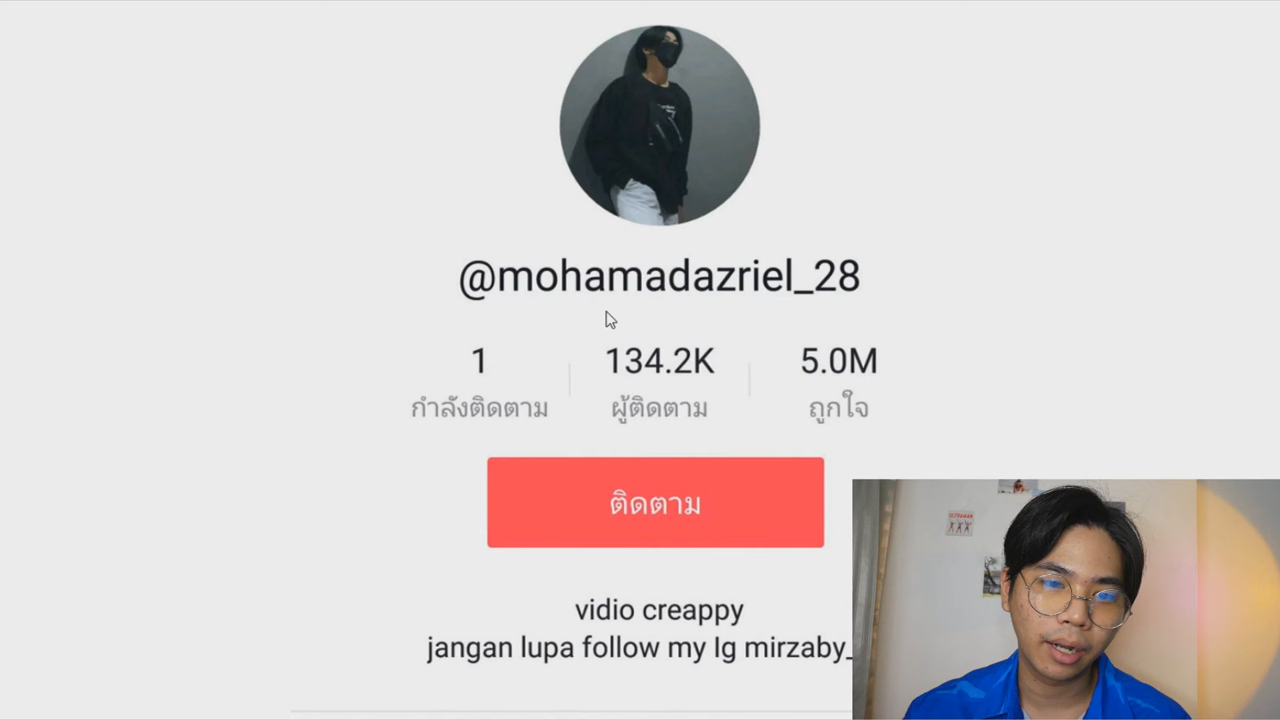 @mohamadazriel_28
1 134.2K 5.0M
กำลังติดตาม ผู้ติดตาม ถูกใจ
ติดตาม
vidio creappy
jangan lupa follow my Ig mirzaby_